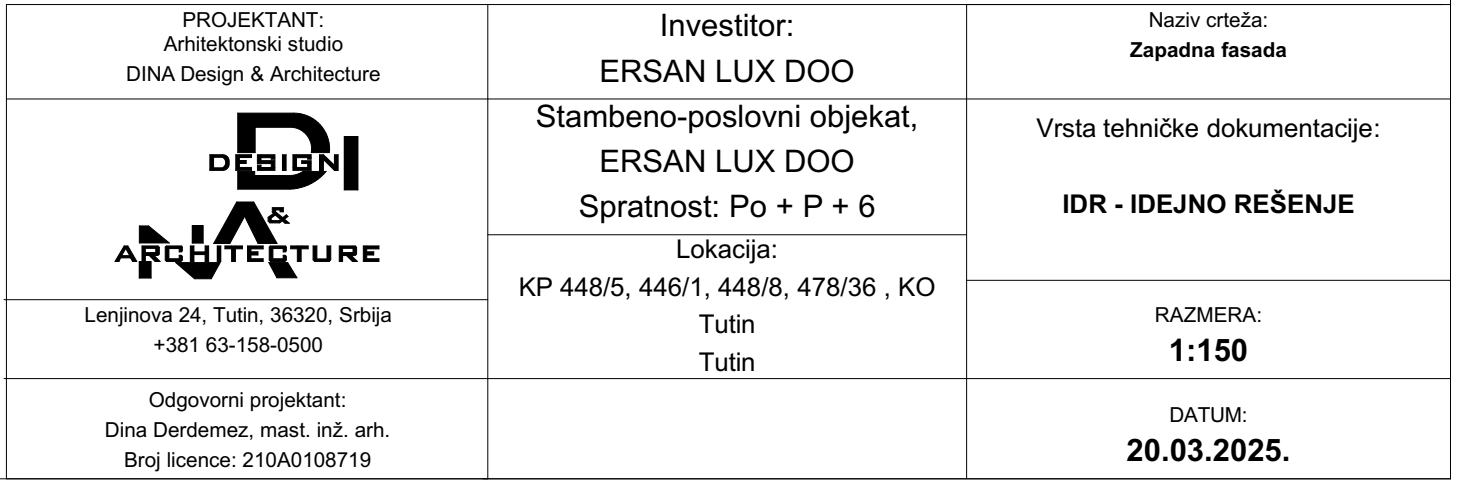 PROJEKTANT:
Arhitektonski studio
DINA Design & Architecture
DI
DESIGN
NA
&
ARCHITECTURE
Lenjinova 24, Tutin, 36320, Srbija
+381 63-158-0500
Odgovorni projektant:
Dina Derdemez, mast. inž. arh.
Broj licence: 210A0108719
Investitor:
ERSAN LUX DOO
Stambeno-poslovni objekat,
ERSAN LUX DOO
Spratnost: Po + P + 6
Lokacija:
KP 448/5, 446/1, 448/8, 478/36 , KO
Tutin
Tutin
Naziv crteža:
Zapadna fasada
Vrsta tehničke dokumentacije:
IDR - IDEJNO REŠENJE
RAZMERA:
1:150
DATUM:
20.03.2025.